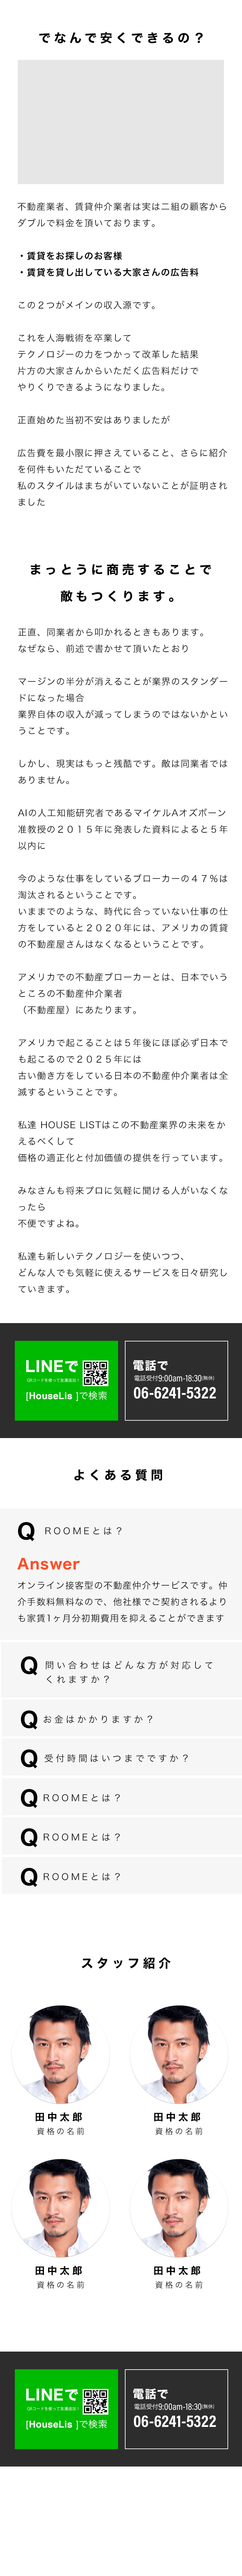 でなんで安くできるの？
不動産業者、賃貸仲介業者は実は二組の顧客から
ダブルで料金を頂いております。
・賃貸をお探しのお客様
・賃貸を貸し出している大家さんの広告料
この２つがメインの収入源です。
これを人海戦術を卒業して
テクノロジーの力をつかって改革した結果
片方の大家さんからいただく広告料だけで
やりくりできるようになりました。
正直始めた当初不安はありましたが
広告費を最小限に押さえていること、さらに紹介
を何件もいただていることで
私のスタイルはまちがいていないことが証明され
ました
まっとうに商売することで
敵もつくります。
正直、同業者から叩かれるときもあります。
なぜなら、前述で書かせて頂いたとおり
マージンの半分が消えることが業界のスタンダー
ドになった場合
業界自体の収入が減ってしまうのではないかとい
うことです。
しかし、現実はもっと残酷です。敵は同業者では
ありません。
AIの人工知能研究者であるマイケルAオズボーン
准教授の２０１５年に発表した資料によると５年
以内に
今のような仕事をしているブローカーの４７％は
淘汰されるということです。
いままでのような、時代に合っていない仕事の仕
方をしていると２０２０年には、アメリカの賃貸
の不動産屋さんはなくなるということです。
アメリカでの不動産ブローカーとは、日本でいう
ところの不動産仲介業者
（不動産屋）にあたります。
アメリカで起こることは５年後にほぼ必ず日本で
も起こるので２０２５年には
古い働き方をしている日本の不動産仲介業者は全
滅するということです。
私達 HOUSE LISTはこの不動産業界の未来をか
えるべくして
価格の適正化と付加価値の提供を行っています。
みなさんも将来プロに気軽に聞ける人がいなくな
ったら
不便ですよね。
私達も新しいテクノロジーを使いつつ、
どんな人でも気軽に使えるサービスを日々研究し
ていきます。
LINEで
QRコードを使って友達追加！
[HouseLis ]で検索
電話で
電話受付9:00am-18:30(無休)
06-6241-5322
よくある質問
Q ROOMEとは？
Answer
オンライン接客型の不動産仲介サービスです。仲
介手数料無料なので、他社様でご契約されるより
も家賃1ヶ月分初期費用を抑えることができます
Q 問い合わせはどんな方が対応して
くれますか？
Q お金はかかりますか？
Q 受付時間はいつまでですか？
Q ROOMEとは？
Q ROOMEとは？
Q ROOMEとは？
スタッフ紹介
田中太郎
資格の名前
田中太郎
資格の名前
田中太郎
資格の名前
田中太郎
資格の名前
LINEで
QRコードを使って友達追加！
[HouseLis ]で検索
電話で
電話受付9:00am-18:30(無休)
06-6241-5322